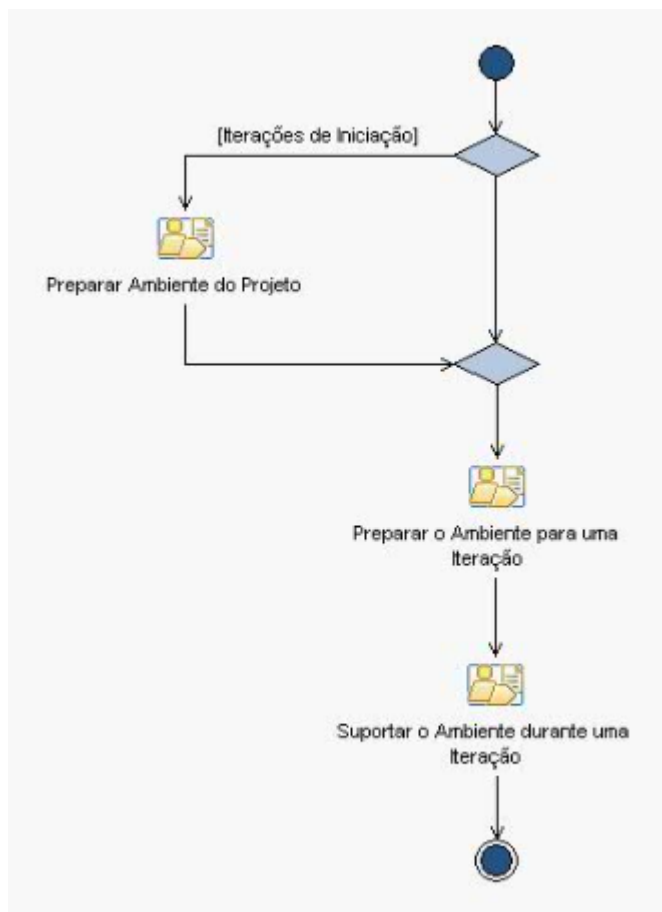 [Iterações de Iniciação]
Preparar Ambiente do Projeto
Preparar o Ambiente para uma
Iteração
Suportar o Ambiente durante uma
Iteração